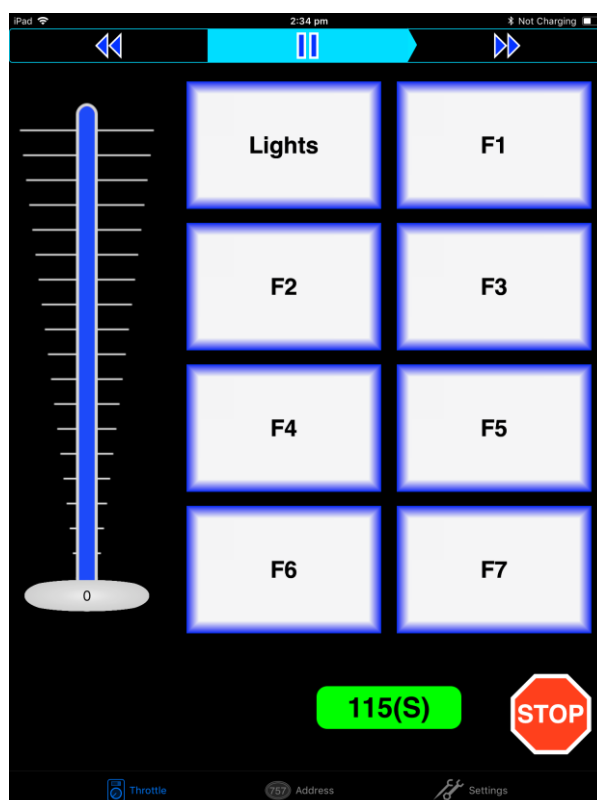 iPad 2:34 pm Not Charging
Lights F1
F2 F3
F4 F5
F6 F7
0
115(S)
STOP
Throttle 757 Address Settings